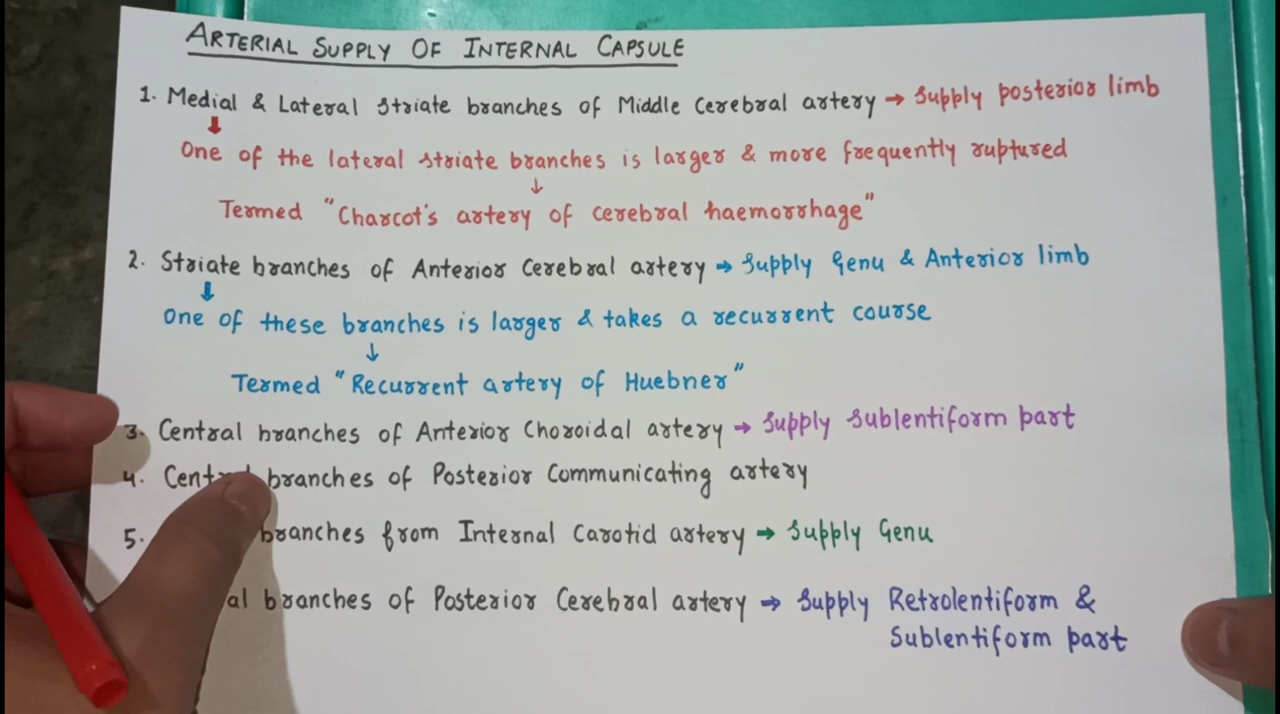 ARTERIAL SUPPLY OF INTERNAL CAPSULE
1. Medial & Lateral Striate branches of Middle Cerebral artery → Supply posterior limb
One of the lateral striate branches is larger & more frequently ruptured
Termed "Charcot's artery of cerebral haemorrhage"
2. Striate branches of Anterior Cerebral artery → Supply Genu & Anterior limb
One of these branches is larger & takes a recurrent course
Termed "Recurrent artery of Huebner"
3. Central branches of Anterior Choroidal artery → Supply Sublentiform part
4. Central branches of Posterior Communicating artery
5. branches from Internal Carotid artery → Supply Genu
al branches of Posterior Cerebral artery → Supply Retrolentiform &
Sublentiform part